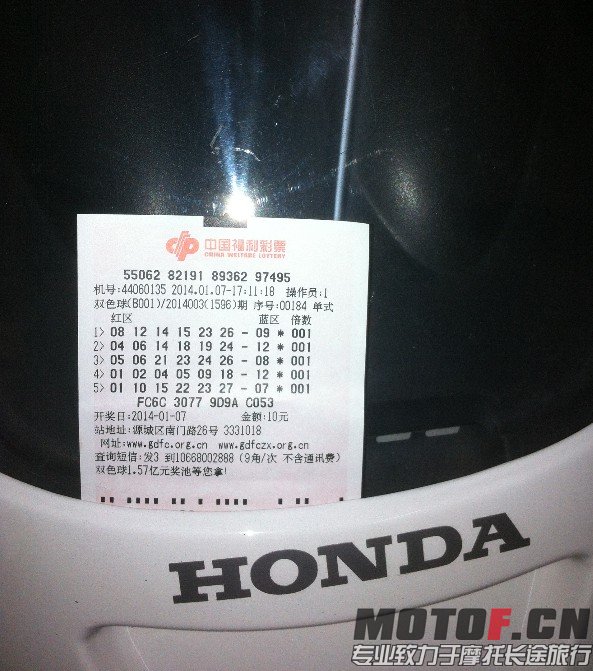 中国福利彩票
CHINA WELFARE LOTTERY
55062 82191 89362 97495
机号:44060135 2014.01.07-17:11:18 操作员:1
双色球(B001)/2014003(1596)期 序号:00184 单式
红区 蓝区 倍数
1> 08 12 14 15 23 26 - 09 * 001
2> 04 06 14 18 19 24 - 12 * 001
3> 05 06 21 23 24 26 - 08 * 001
4> 01 02 04 05 09 18 - 12 * 001
5> 01 10 15 22 23 27 - 07 * 001
FC6C 3077 9D9A C053
开奖日:2014-01-07 金额:10元
站地址:源城区南门路26号 3331018
网址:www.gdfc.org.cn www.gdfczx.org.cn
查询短信:发3 到10668002888 (9角/次 不含通讯费)
双色球1.57亿元奖池等您拿!
HONDA
MOTOF.CN
专业致力于摩托长途旅行